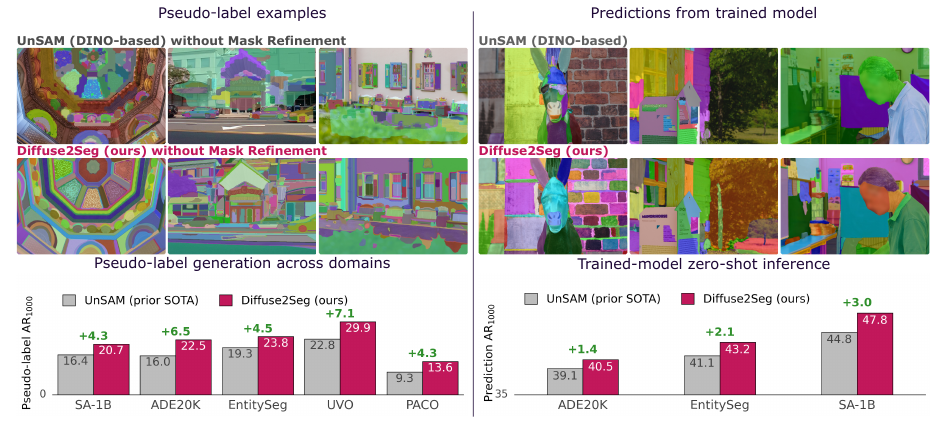 Pseudo-label examples
UnSAM (DINO-based) without Mask Refinement
Diffuse2Seg (ours) without Mask Refinement
Pseudo-label generation across domains
Pseudo-label AR1000
UnSAM (prior SOTA)
Diffuse2Seg (ours)
+4.3
+6.5
+4.5
+7.1
+4.3
16.4
20.7
16.0
22.5
19.3
23.8
22.8
29.9
9.3
13.6
0
SA-1B
ADE20K
EntitySeg
UVO
PACO
Predictions from trained model
UnSAM (DINO-based)
Diffuse2Seg (ours)
Trained-model zero-shot inference
Prediction AR1000
UnSAM (prior SOTA)
Diffuse2Seg (ours)
+1.4
+2.1
+3.0
39.1
40.5
41.1
43.2
44.8
47.8
35
ADE20K
EntitySeg
SA-1B